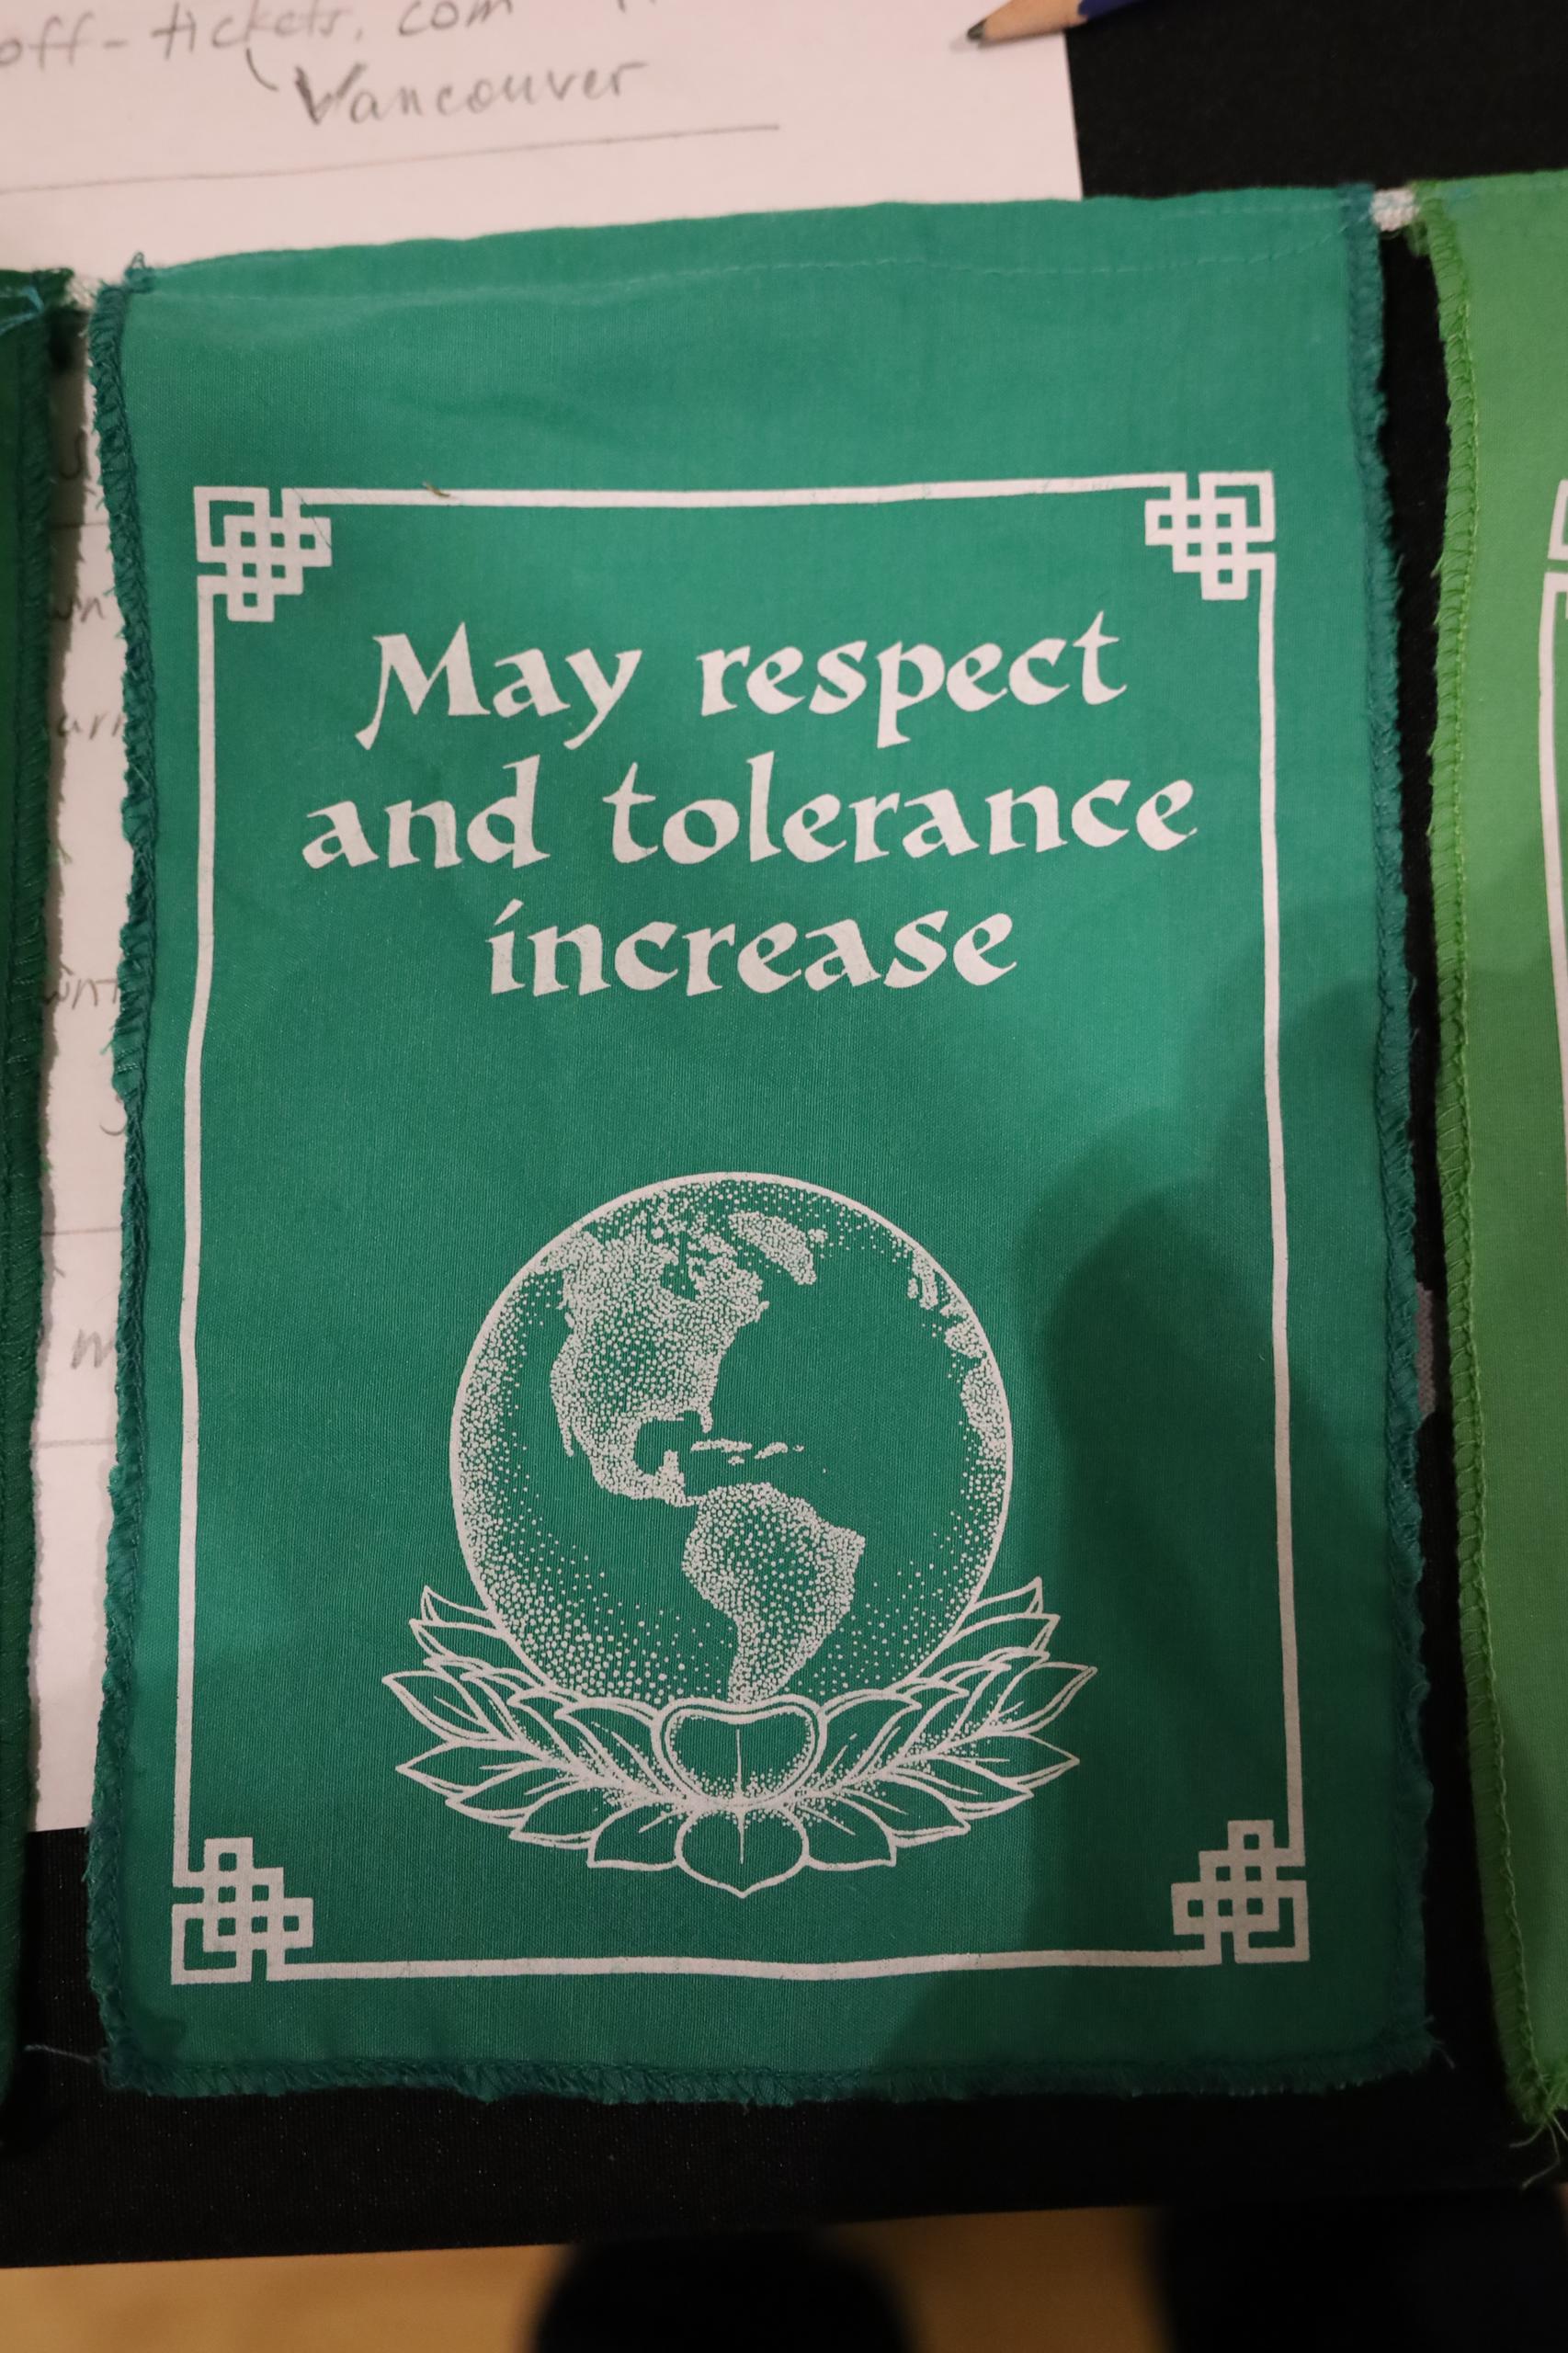 off-tickets.com
Vancouver
May respect
and tolerance
increase